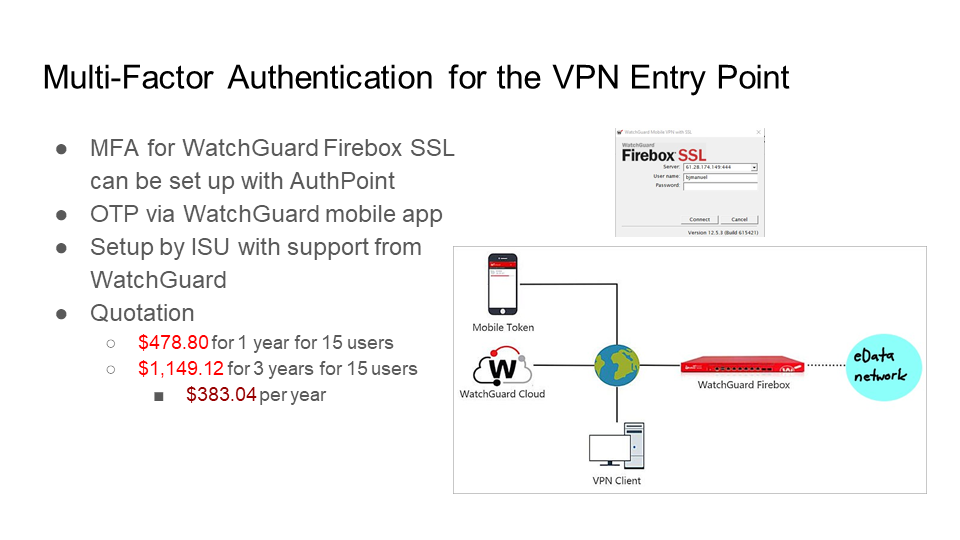 Multi-Factor Authentication for the VPN Entry Point
● MFA for WatchGuard Firebox SSL
can be set up with AuthPoint
● OTP via WatchGuard mobile app
● Setup by ISU with support from
WatchGuard
● Quotation
○ $478.80 for 1 year for 15 users
○ $1,149.12 for 3 years for 15 users
■ $383.04 per year
WatchGuard Mobile VPN with SSL
WatchGuard
Firebox SSL
Server: 61.28.174.149:444
User name: bjmanuel
Password:
Connect Cancel
Version 12.5.3 (Build 615421)
Mobile Token
W
WatchGuard Cloud
WatchGuard Firebox
eData
network
VPN Client